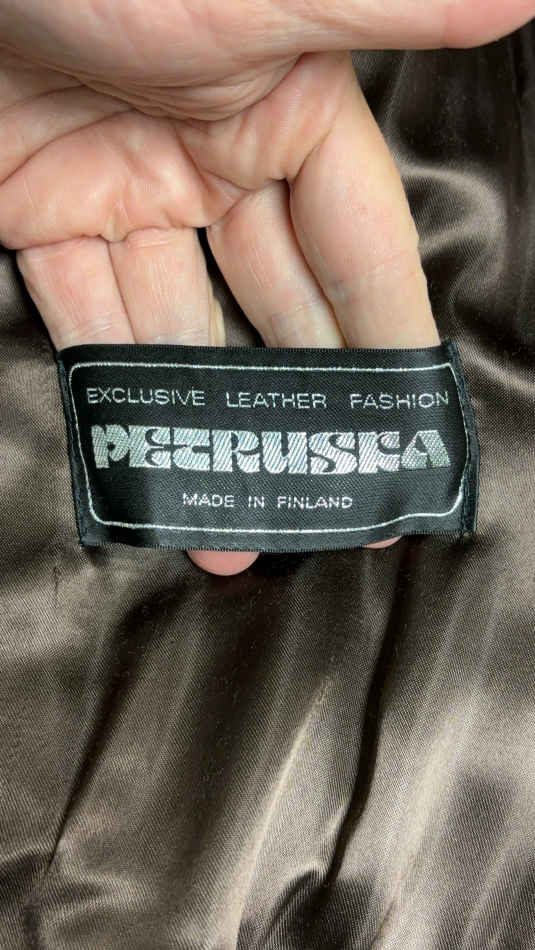 EXCLUSIVE LEATHER FASHION
PETRUSKA
MADE IN FINLAND